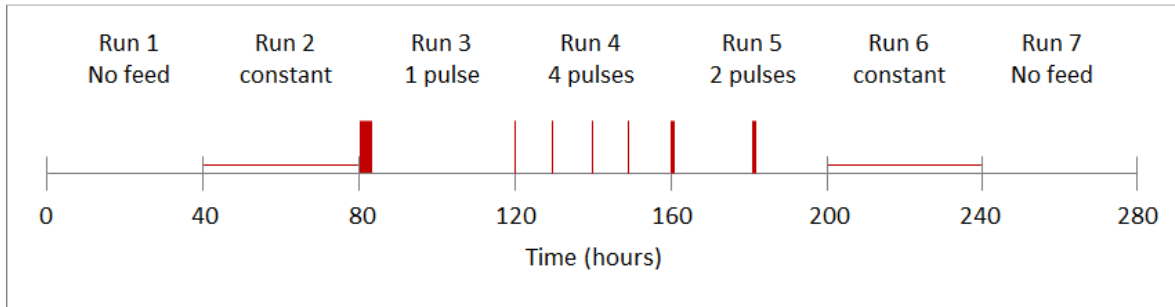 Run 1 Run 2 Run 3 Run 4 Run 5 Run 6 Run 7
No feed constant 1 pulse 4 pulses 2 pulses constant No feed
0 40 80 120 160 200 240 280
Time (hours)